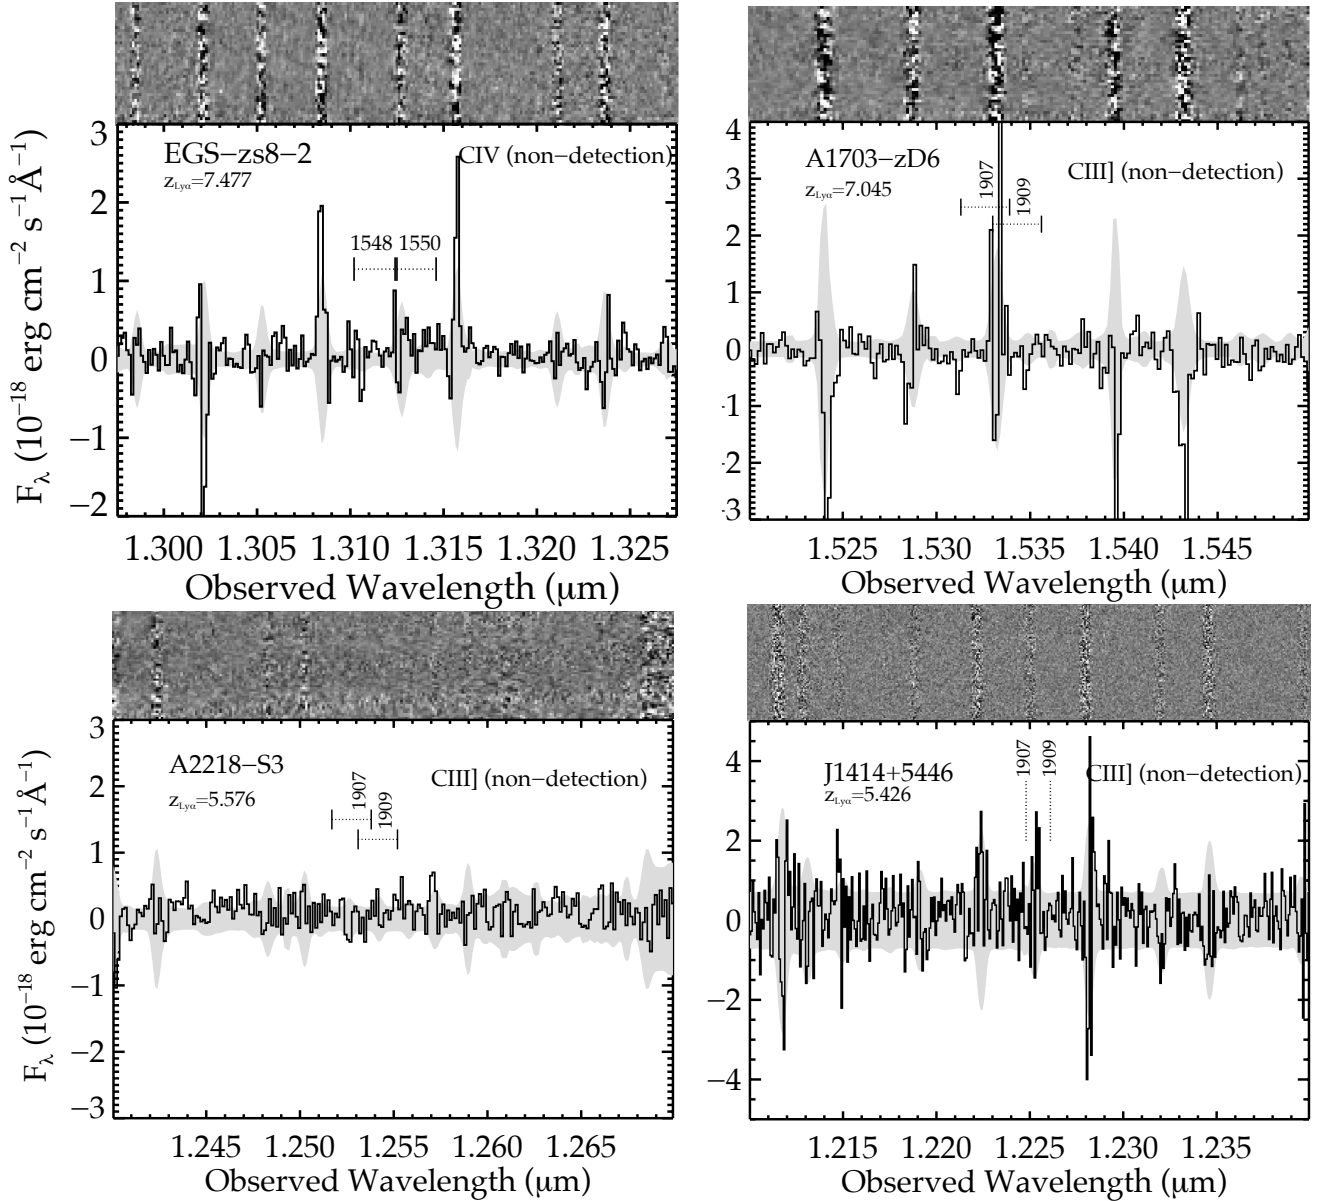 3
2
1
0
−1
−2
F_λ (10⁻¹⁸ erg cm⁻² s⁻¹ Å⁻¹)
EGS−zs8−2
z_Lyα=7.477
CIV (non−detection)
1548
1550
1.300 1.305 1.310 1.315 1.320 1.325
Observed Wavelength (μm)
4
3
2
1
0
-1
-2
-3
A1703−zD6
z_Lyα=7.045
CIII] (non−detection)
1907
1909
1.525 1.530 1.535 1.540 1.545
Observed Wavelength (μm)
3
2
1
0
−1
−2
−3
F_λ (10⁻¹⁸ erg cm⁻² s⁻¹ Å⁻¹)
A2218−S3
z_Lyα=5.576
CIII] (non−detection)
1907
1909
1.245 1.250 1.255 1.260 1.265
Observed Wavelength (μm)
4
2
0
−2
−4
J1414+5446
z_Lyα=5.426
CIII] (non−detection)
1907
1909
1.215 1.220 1.225 1.230 1.235
Observed Wavelength (μm)